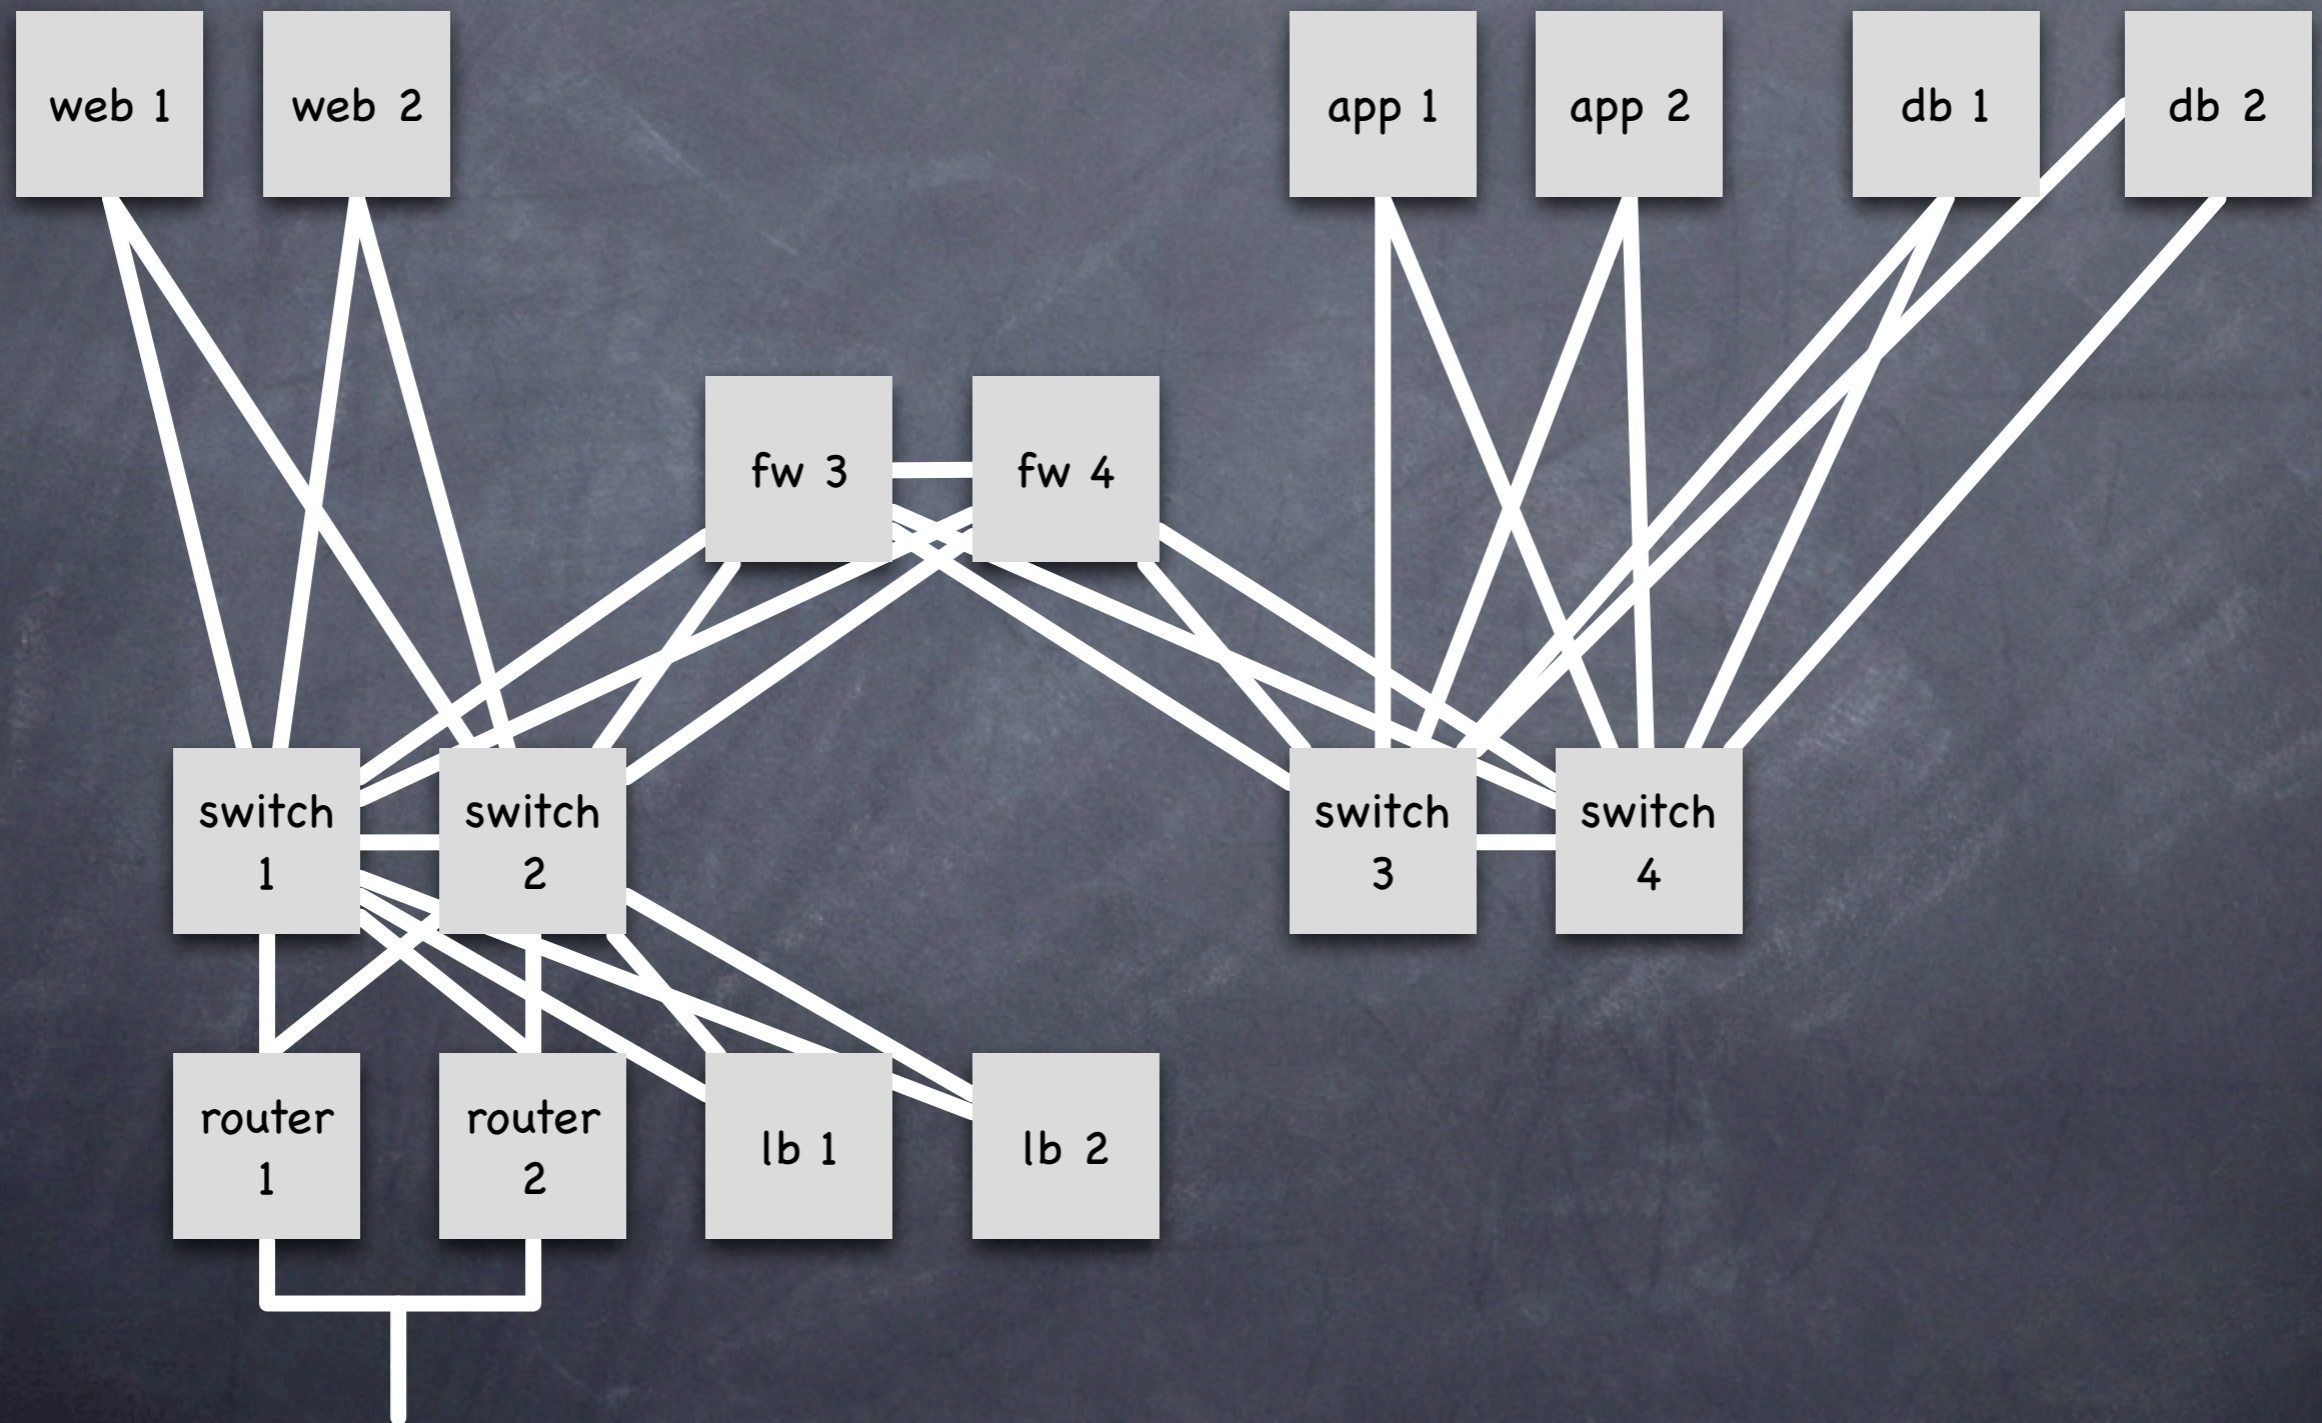 web 1
web 2
app 1
app 2
db 1
db 2
fw 3
fw 4
switch
1
switch
2
switch
3
switch
4
router
1
router
2
lb 1
lb 2